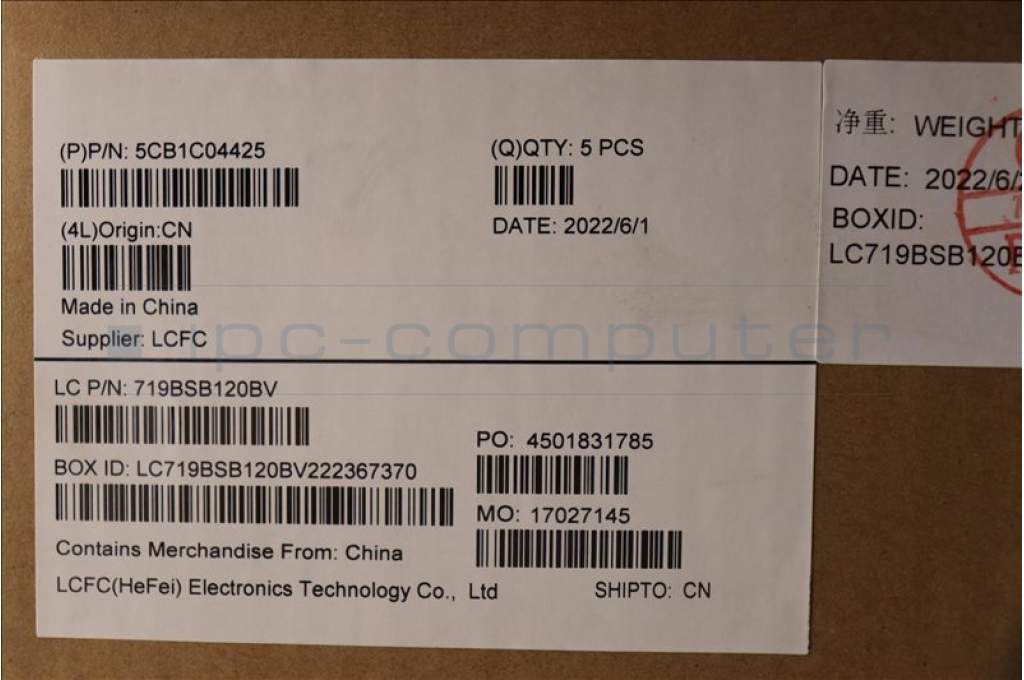 (P)P/N: 5CB1C04425
(Q)QTY: 5 PCS
(4L)Origin:CN
DATE: 2022/6/1
Made in China
Supplier: LCFC
ipc-computer
LC P/N: 719BSB120BV
PO: 4501831785
BOX ID: LC719BSB120BV222367370
MO: 17027145
Contains Merchandise From: China
LCFC(HeFei) Electronics Technology Co., Ltd
SHIPTO: CN
净重: WEIGHT
DATE: 2022/6/
BOXID:
LC719BSB120B